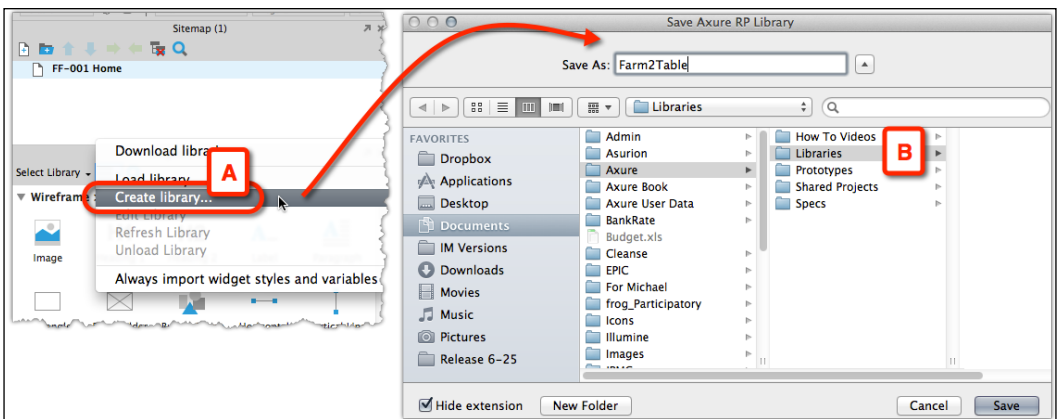 Sitemap (1)
FF-001 Home
Download
Select Library
Load library
A
Create library...
Wireframe
Edit Library
Refresh Library
Unload Library
Image
Always import widget styles and variables
Save Axure RP Library
Save As: Farm2Table
Libraries
FAVORITES
Dropbox
Applications
Desktop
Documents
IM Versions
Downloads
Movies
Music
Pictures
Release 6-25
Admin
Asurion
Axure
Axure Book
Axure User Data
BankRate
Budget.xls
Cleanse
EPIC
For Michael
frog_Participatory
Icons
Illumine
Images
How To Videos
Libraries
Prototypes
Shared Projects
Specs
B
Hide extension
New Folder
Cancel
Save